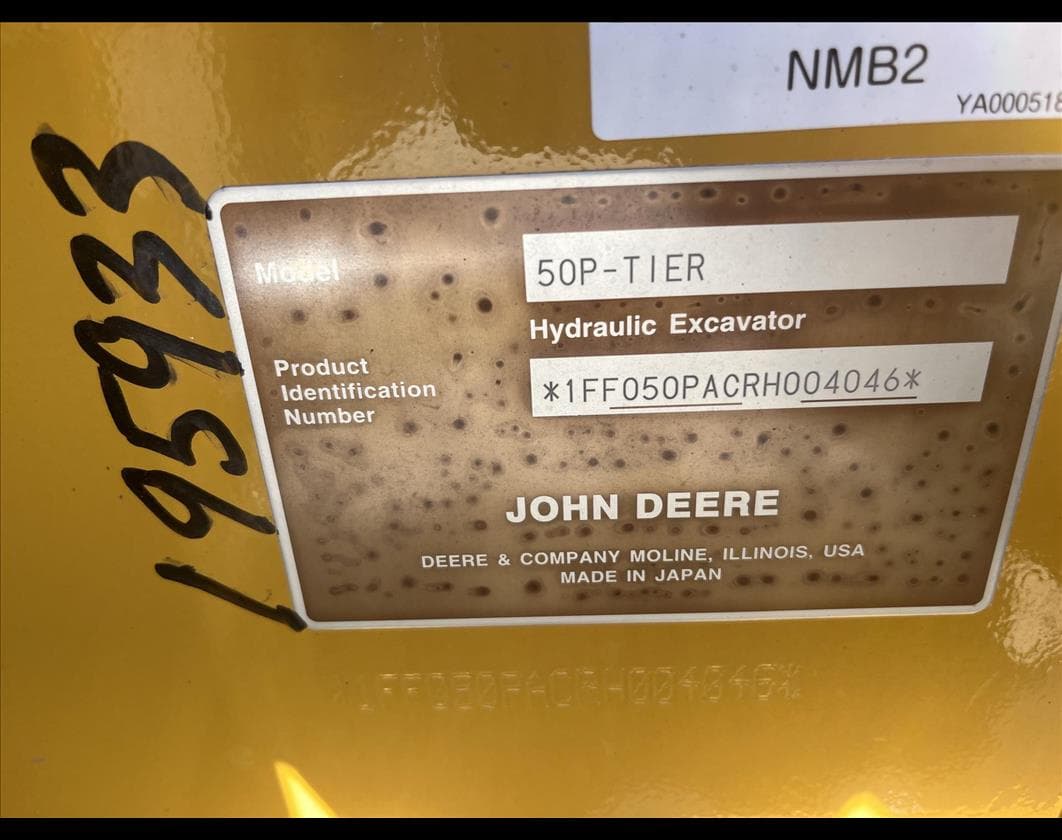 NMB2
YA000518
Model
50P-TIER
Hydraulic Excavator
Product
Identification
Number
*1FF050PACRH004046*
JOHN DEERE
DEERE & COMPANY MOLINE, ILLINOIS, USA
MADE IN JAPAN
*1FF050PACRH004046*
195933